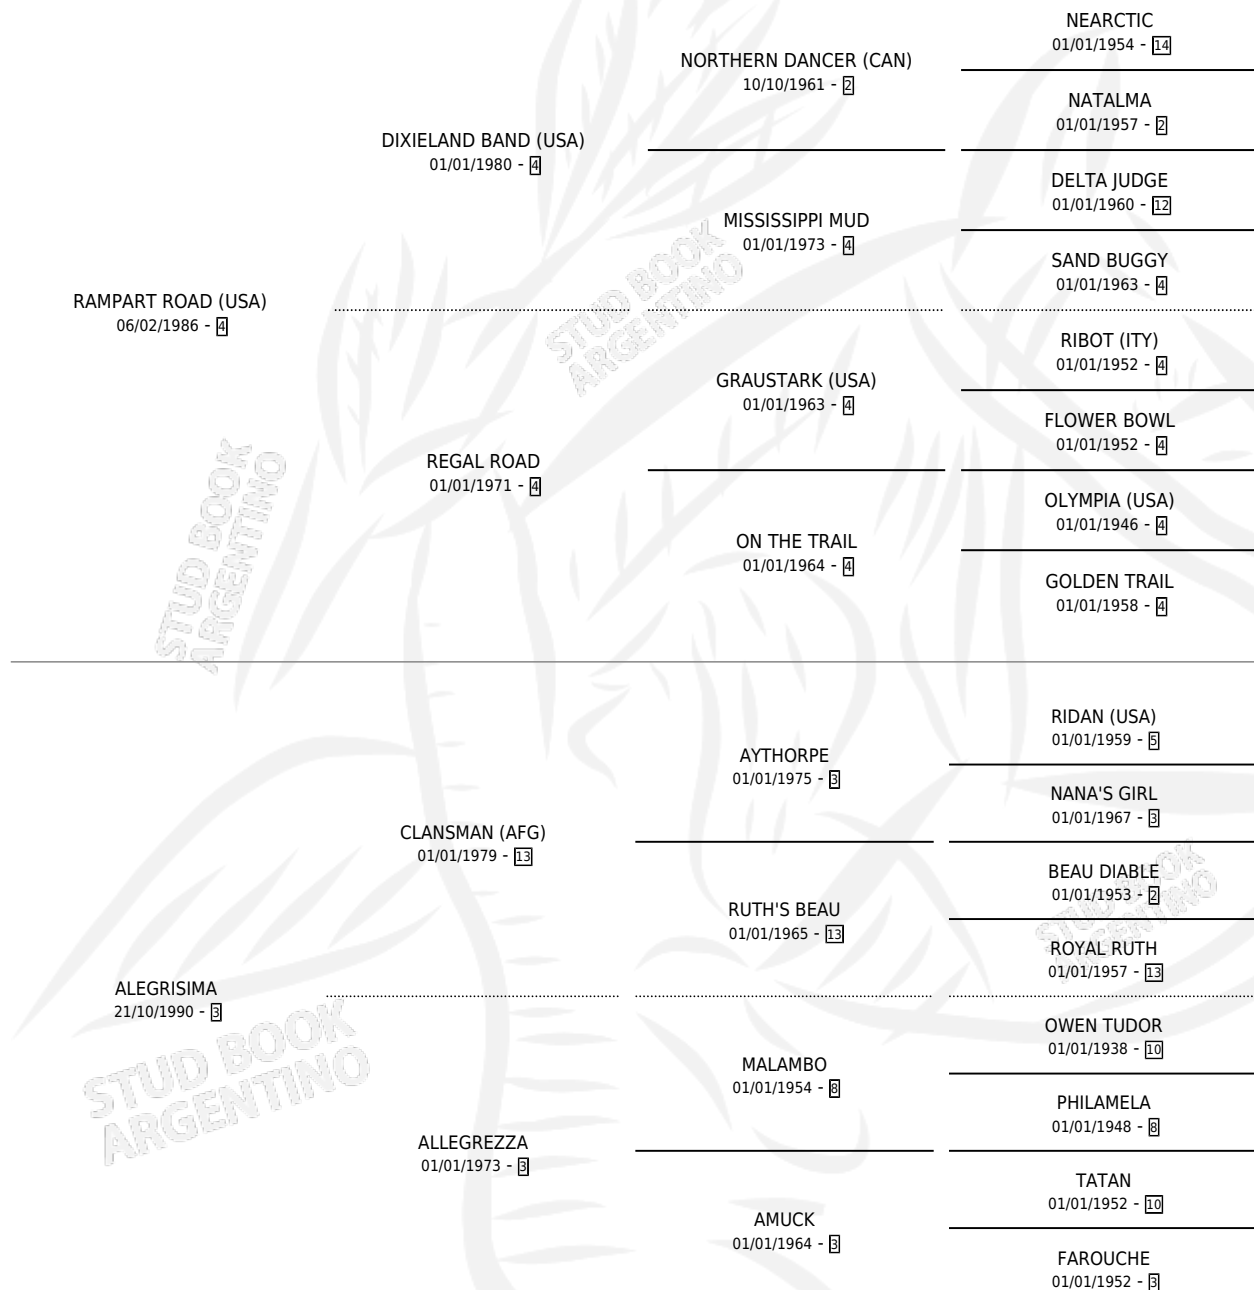 NEARCTIC
01/01/1954 - 14
NORTHERN DANCER (CAN)
10/10/1961 - 2
NATALMA
01/01/1957 - 2
DIXIELAND BAND (USA)
01/01/1980 - 4
DELTA JUDGE
01/01/1960 - 12
MISSISSIPPI MUD
01/01/1973 - 4
SAND BUGGY
01/01/1963 - 4
RAMPART ROAD (USA)
06/02/1986 - 4
RIBOT (ITY)
01/01/1952 - 4
GRAUSTARK (USA)
01/01/1963 - 4
FLOWER BOWL
01/01/1952 - 4
REGAL ROAD
01/01/1971 - 4
OLYMPIA (USA)
01/01/1946 - 4
ON THE TRAIL
01/01/1964 - 4
GOLDEN TRAIL
01/01/1958 - 4
RIDAN (USA)
01/01/1959 - 5
AYTHORPE
01/01/1975 - 3
NANA'S GIRL
01/01/1967 - 3
CLANSMAN (AFG)
01/01/1979 - 13
BEAU DIABLE
01/01/1953 - 2
RUTH'S BEAU
01/01/1965 - 13
ROYAL RUTH
01/01/1957 - 13
ALEGRISIMA
21/10/1990 - 3
OWEN TUDOR
01/01/1938 - 10
MALAMBO
01/01/1954 - 8
PHILAMELA
01/01/1948 - 8
ALLEGREZZA
01/01/1973 - 3
TATAN
01/01/1952 - 10
AMUCK
01/01/1964 - 3
FAROUCHE
01/01/1952 - 3
STUD BOOK
ARGENTINO
STUD BOOK
ARGENTINO
STUD BOOK
ARGENTINO
STUD BOOK
ARGENTINO